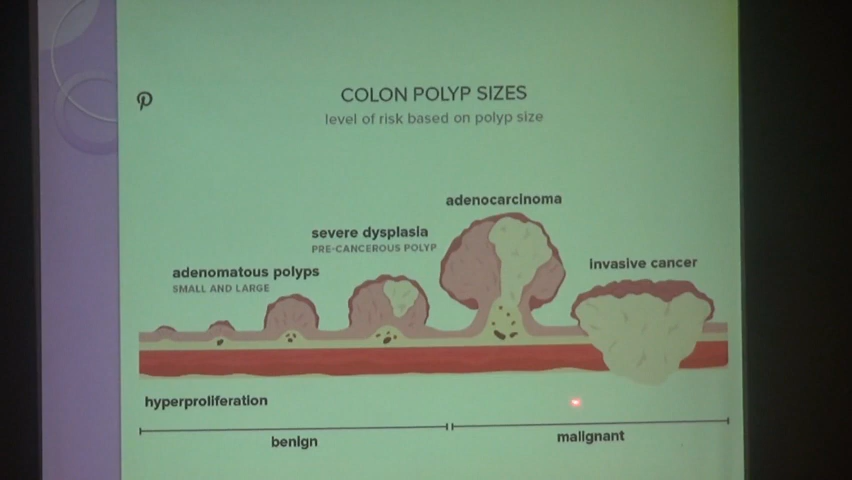 COLON POLYP SIZES
level of risk based on polyp size
adenocarcinoma
severe dysplasia
PRE-CANCEROUS POLYP
invasive cancer
adenomatous polyps
SMALL AND LARGE
hyperproliferation
benign
malignant